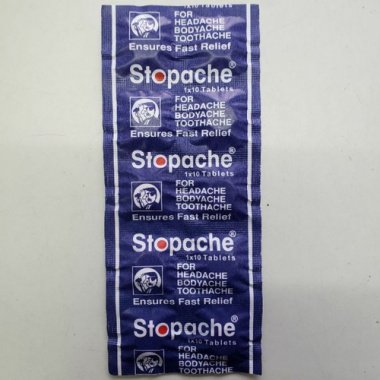 1x10 Tablets
FOR
HEADACHE
BODYACHE
TOOTHACHE
Ensures Fast Relief
Stopache®
1x10 Tablets
FOR
HEADACHE
BODYACHE
TOOTHACHE
Ensures Fast Relief
Stopache®
1x10 Tablets
FOR
HEADACHE
BODYACHE
TOOTHACHE
Ensures Fast Relief
Stopache®
1x10 Tablets
FOR
HEADACHE
BODYACHE
TOOTHACHE
Ensures Fast Relief
Stopache®
1x10 Tablets
FOR
HEADACHE
BODYACHE
TOOTHACHE